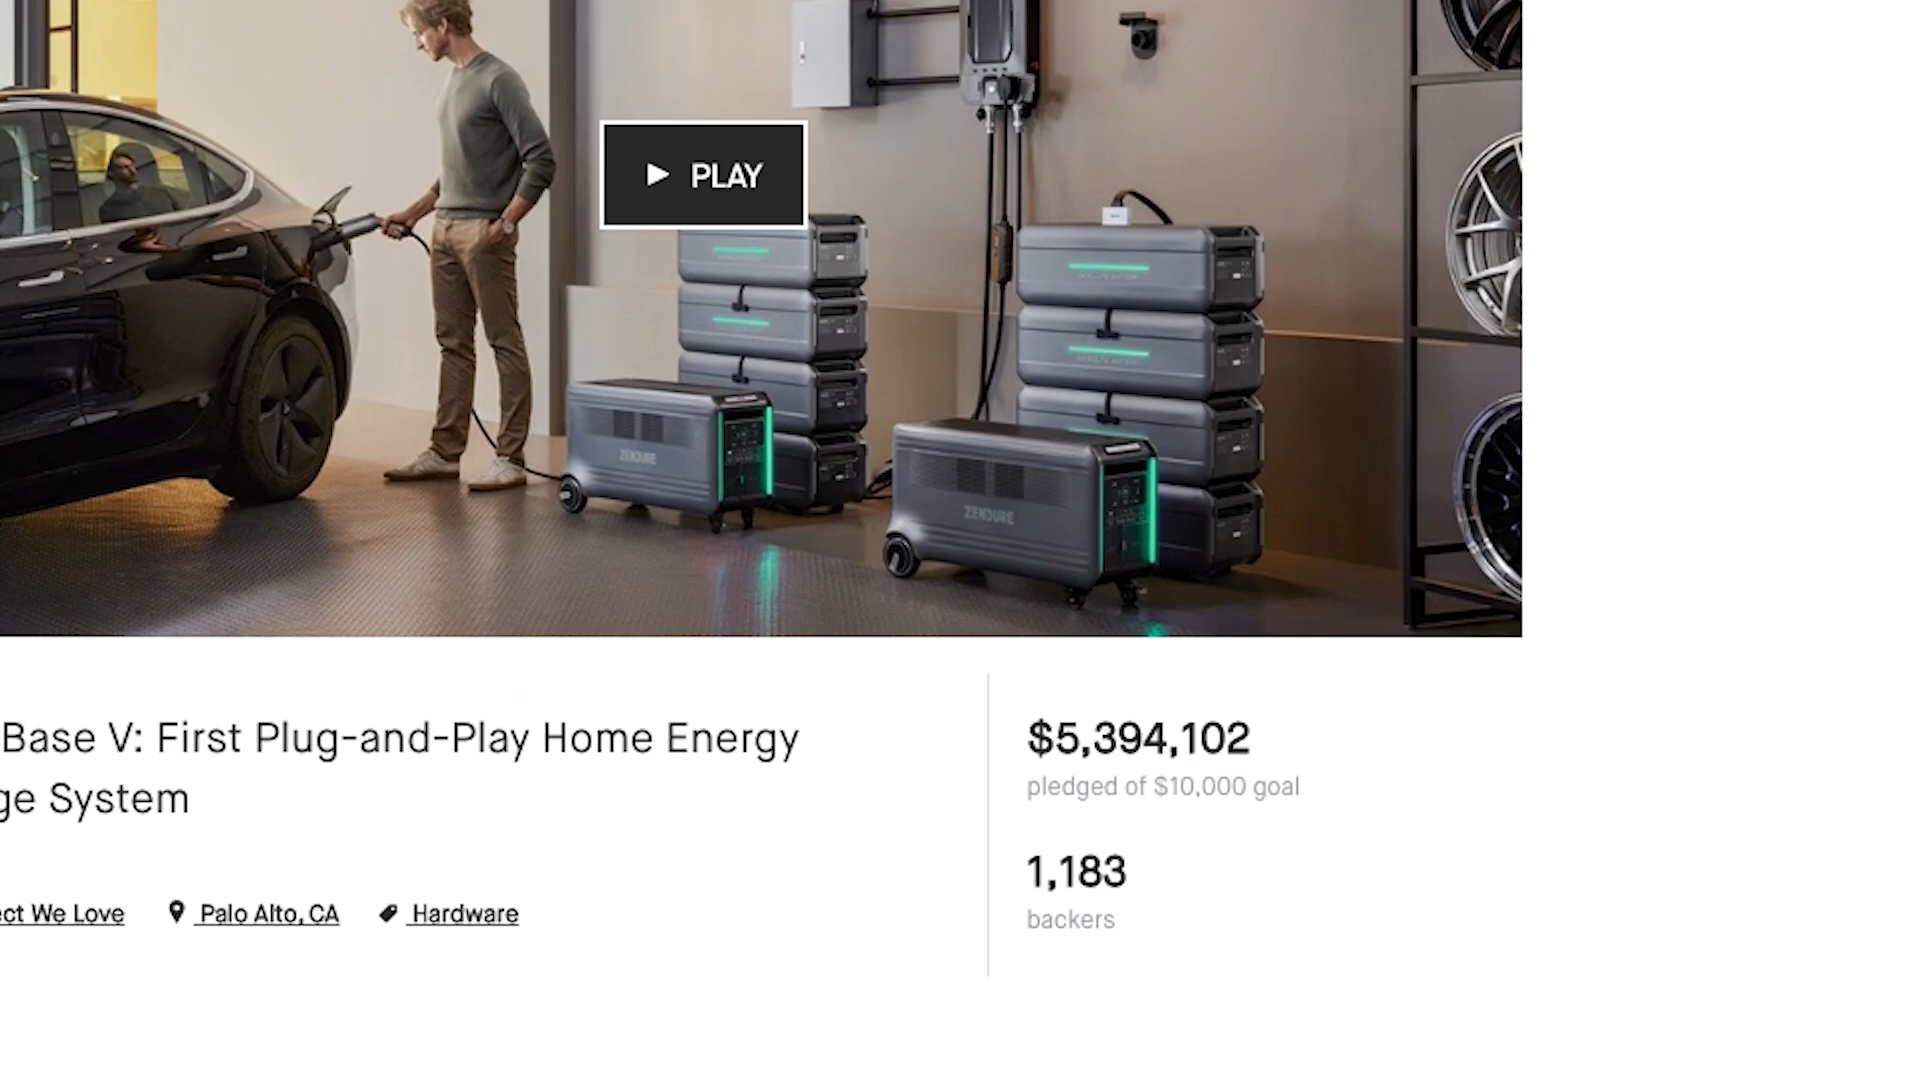 PLAY
ZENDURE
ZENDURE
Base V: First Plug-and-Play Home Energy
ge System
ect We Love
Palo Alto, CA
Hardware
$5,394,102
pledged of $10,000 goal
1,183
backers